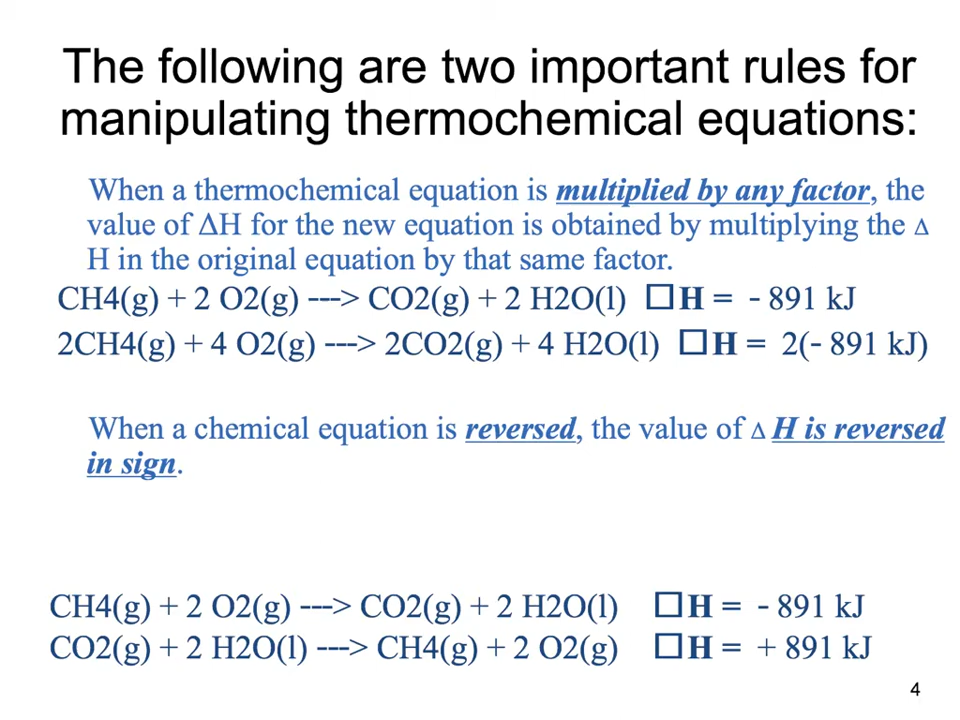 The following are two important rules for
manipulating thermochemical equations:
When a thermochemical equation is multiplied by any factor, the
value of ΔH for the new equation is obtained by multiplying the Δ
H in the original equation by that same factor.
CH4(g) + 2 O2(g) ---> CO2(g) + 2 H2O(l) □H = - 891 kJ
2CH4(g) + 4 O2(g) ---> 2CO2(g) + 4 H2O(l) □H = 2(- 891 kJ)
When a chemical equation is reversed, the value of Δ H is reversed
in sign.
CH4(g) + 2 O2(g) ---> CO2(g) + 2 H2O(l) □H = - 891 kJ
CO2(g) + 2 H2O(l) ---> CH4(g) + 2 O2(g) □H = + 891 kJ
4